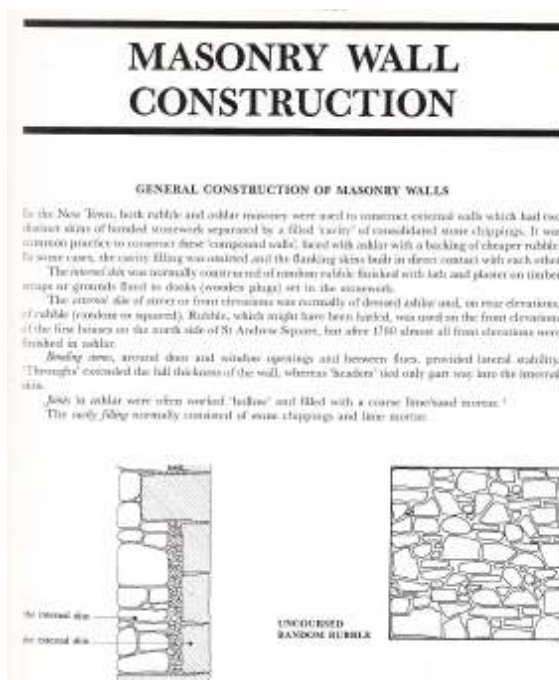 MASONRY WALL
CONSTRUCTION
GENERAL CONSTRUCTION OF MASONRY WALLS
In the New Town, both rubble and ashlar masonry were used to construct external walls which had two
distinct skins of bonded stonework separated by a filled 'cavity' of consolidated stone chippings. It was
common practice to construct these 'compound walls', faced with ashlar with a backing of cheaper rubble.
In some cases, the cavity filling was omitted and the flanking skins built in direct contact with each other.
The internal skin was normally constructed of random rubble finished with lath and plaster on timber
straps or grounds fixed to dooks (wooden plugs) set in the stonework.
The external skin of street or front elevations was normally of dressed ashlar and, on rear elevations,
of rubble (random or squared). Rubble, which might have been harled, was used on the front elevations
of the first houses on the north side of St Andrew Square, but after 1780 almost all front elevations were
finished in ashlar.
Bonding stones, around door and window openings and between flues, provided lateral stability.
'Throughs' extended the full thickness of the wall, whereas 'headers' tied only part way into the internal
skin.
Joints in ashlar were often worked 'hollow' and filled with a coarse lime/sand mortar.
The cavity filling normally consisted of stone chippings and lime mortar.
the internal skin
the external skin
UNCOURSED
RANDOM RUBBLE